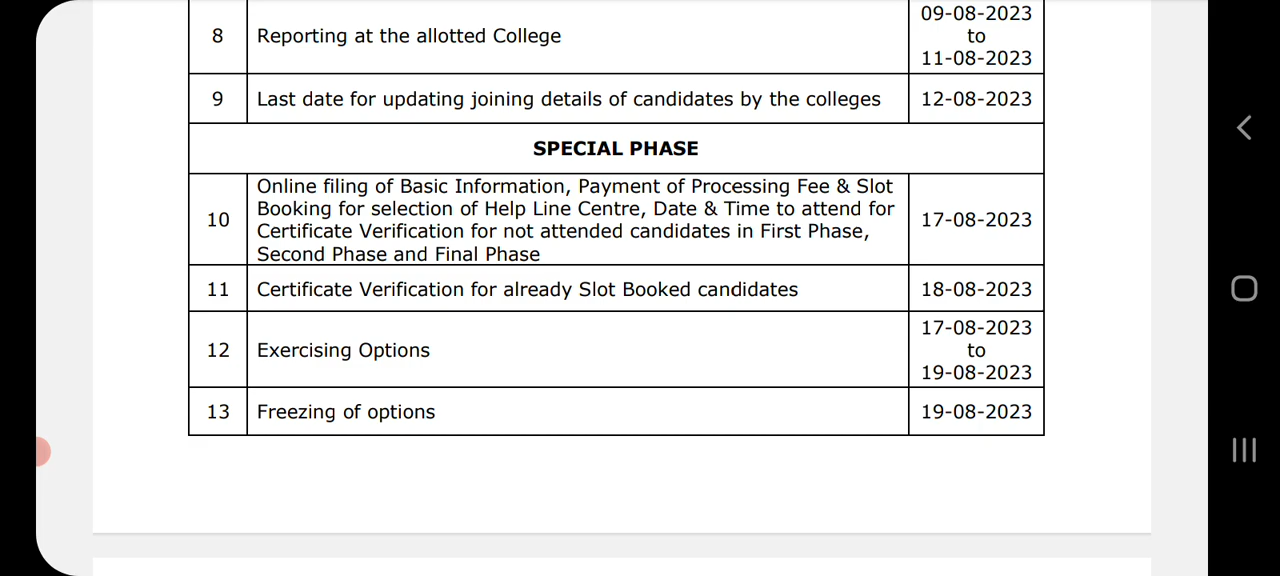 09-08-2023
8 Reporting at the allotted College to
11-08-2023
9 Last date for updating joining details of candidates by the colleges 12-08-2023
SPECIAL PHASE
Online filing of Basic Information, Payment of Processing Fee & Slot
Booking for selection of Help Line Centre, Date & Time to attend for
10 17-08-2023
Certificate Verification for not attended candidates in First Phase,
Second Phase and Final Phase
11 Certificate Verification for already Slot Booked candidates 18-08-2023
17-08-2023
12 Exercising Options to
19-08-2023
13 Freezing of options 19-08-2023